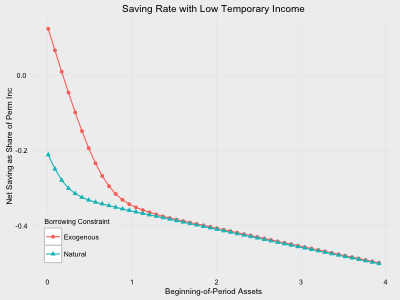 Saving Rate with Low Temporary Income
Net Saving as Share of Perm Inc
0.0
-0.2
-0.4
Borrowing Constraint
Exogenous
Natural
0
1
2
3
4
Beginning-of-Period Assets